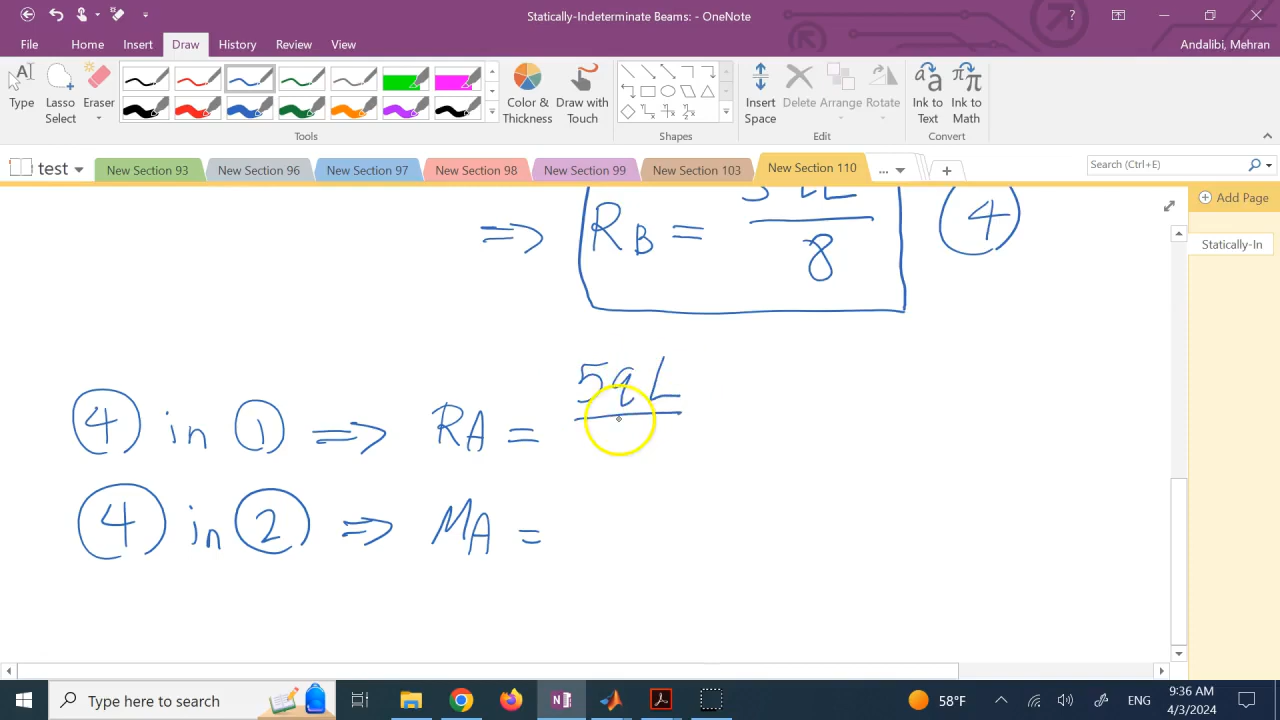 Statically-Indeterminate Beams: - OneNote
?
Andalibi, Mehran
File Home Insert Draw History Review View
Type
Lasso Select
Eraser
Color & Thickness
Draw with Touch
Insert Space
Delete Arrange Rotate
Ink to Text
Ink to Math
Tools Shapes Edit Convert
test
New Section 93 New Section 96 New Section 97 New Section 98 New Section 99 New Section 103 New Section 110 ... +
Search (Ctrl+E)
Add Page
Statically-In
=> RB = /8 4
4 in 1 => RA = 5qL
4 in 2 => MA =
Type here to search
58°F
ENG
9:36 AM
4/3/2024